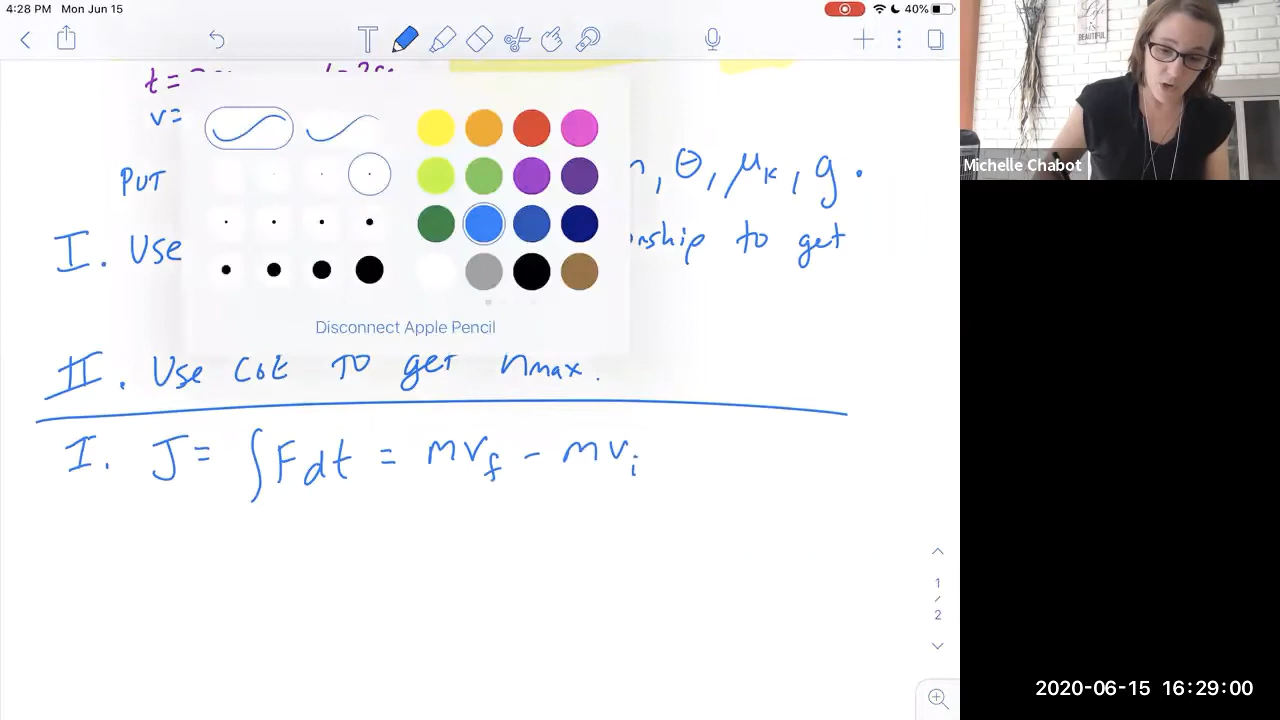 4:28 PM Mon Jun 15
40%
BEAUTIFUL
t=
v=
Michelle Chabot
PUT , θ, μk, g.
I. Use to get
Disconnect Apple Pencil
II. Use CoE TO get hmax.
I. J = ∫F dt = mvf - mvi
1
/
2
2020-06-15 16:29:00